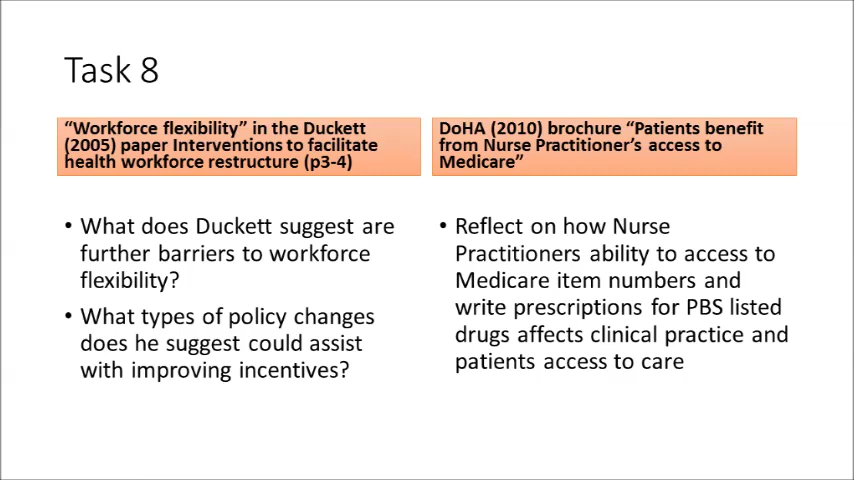 Task 8
“Workforce flexibility” in the Duckett
(2005) paper Interventions to facilitate
health workforce restructure (p3-4)
• What does Duckett suggest are
further barriers to workforce
flexibility?
• What types of policy changes
does he suggest could assist
with improving incentives?
DoHA (2010) brochure “Patients benefit
from Nurse Practitioner’s access to
Medicare”
• Reflect on how Nurse
Practitioners ability to access to
Medicare item numbers and
write prescriptions for PBS listed
drugs affects clinical practice and
patients access to care